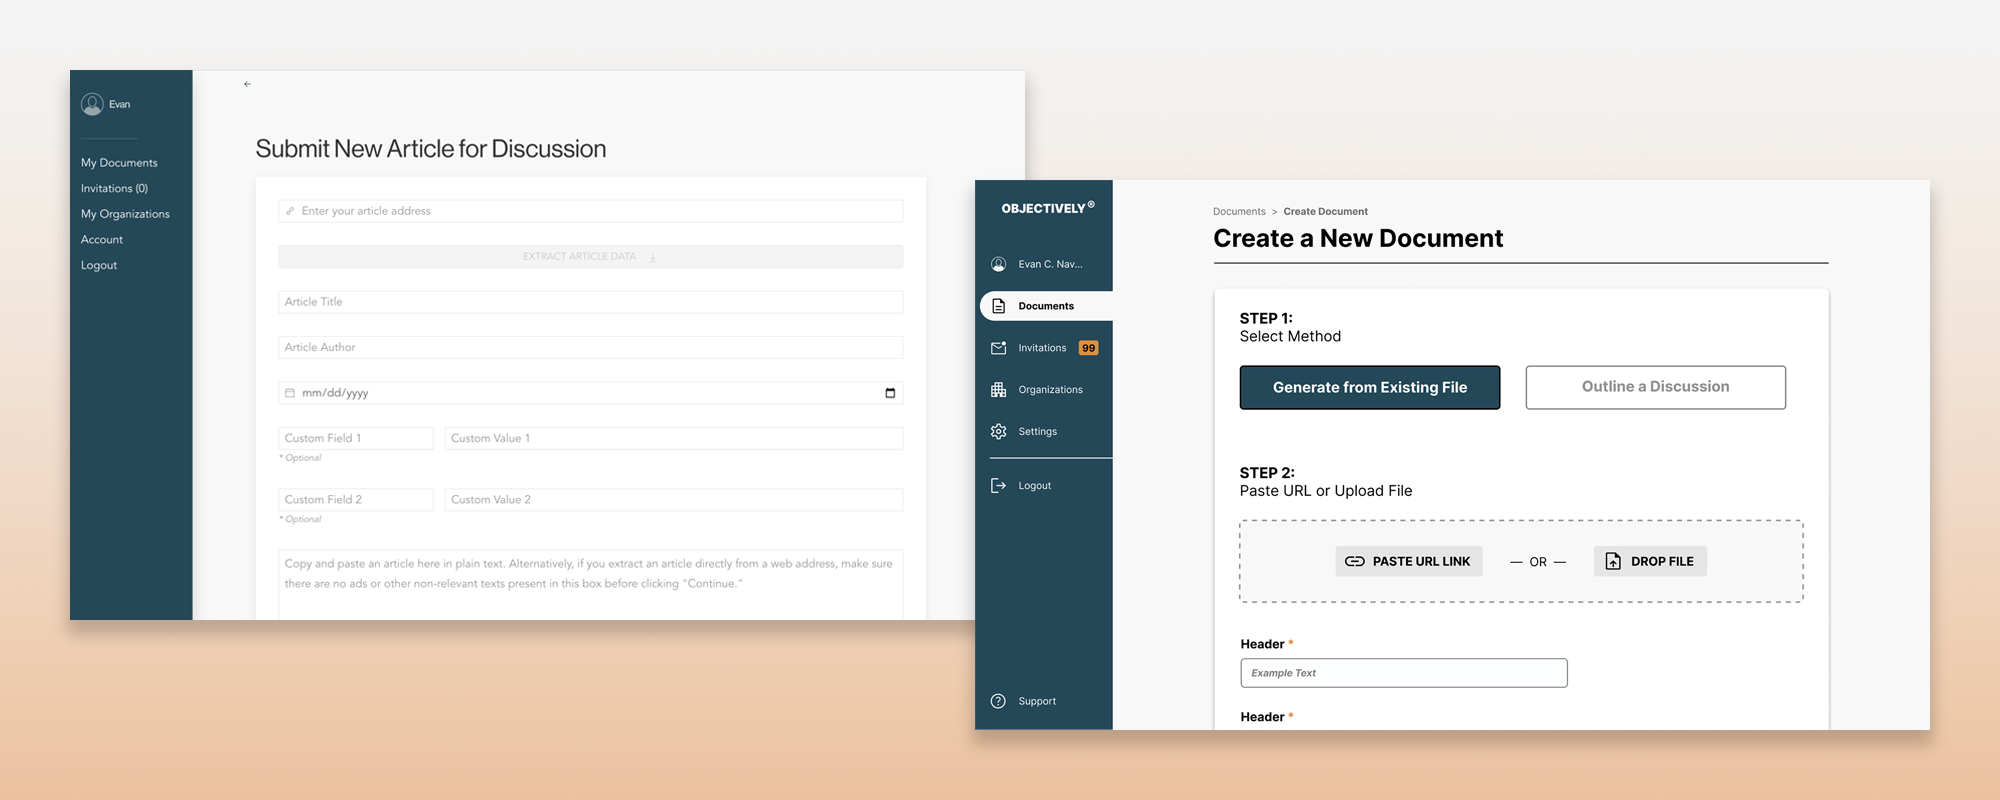 Evan
My Documents
Invitations (0)
My Organizations
Account
Logout
←
Submit New Article for Discussion
Enter your article address
EXTRACT ARTICLE DATA
Article Title
Article Author
mm/dd/yyyy
Custom Field 1 Custom Value 1
* Optional
Custom Field 2 Custom Value 2
* Optional
Copy and paste an article here in plain text. Alternatively, if you extract an article directly from a web address, make sure
there are no ads or other non-relevant texts present in this box before clicking "Continue."
OBJECTIVELY®
Evan C. Nav...
Documents
Invitations 99
Organizations
Settings
Logout
Support
Documents > Create Document
Create a New Document
STEP 1:
Select Method
Generate from Existing File Outline a Discussion
STEP 2:
Paste URL or Upload File
PASTE URL LINK — OR — DROP FILE
Header *
Example Text
Header *